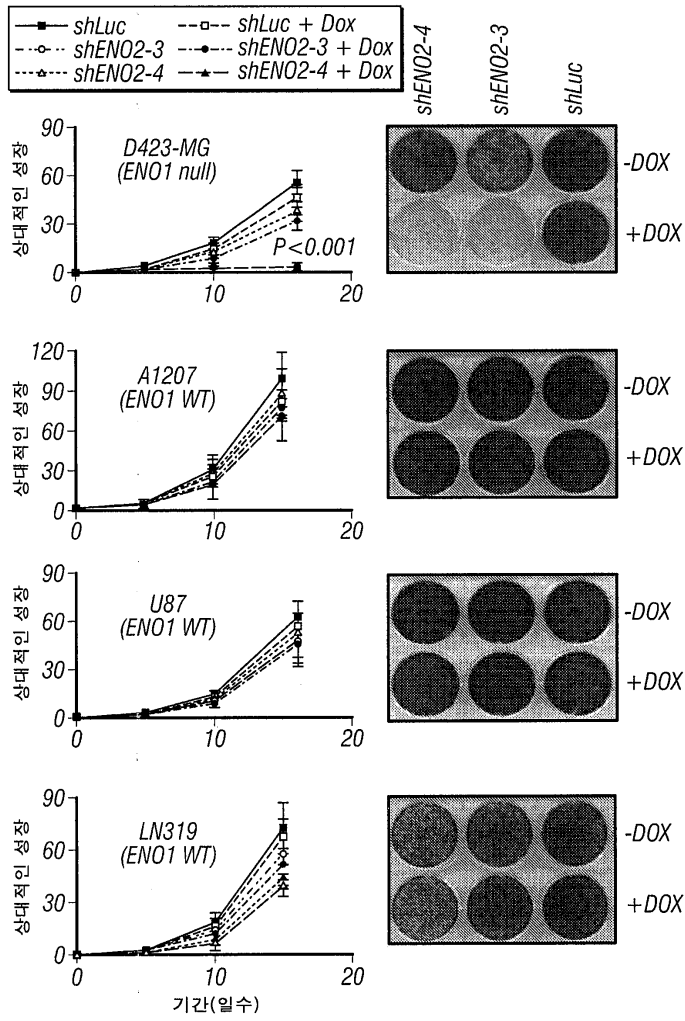 shLuc
shLuc + Dox
shENO2-3
shENO2-3 + Dox
shENO2-4
shENO2-4 + Dox
shENO2-4
shENO2-3
shLuc
상대적인 성장
90
60
30
0
D423-MG
(ENO1 null)
P<0.001
0
10
20
-DOX
+DOX
상대적인 성장
120
90
60
30
0
A1207
(ENO1 WT)
0
10
20
-DOX
+DOX
상대적인 성장
90
60
30
0
U87
(ENO1 WT)
0
10
20
-DOX
+DOX
상대적인 성장
90
60
30
0
LN319
(ENO1 WT)
0
10
20
기간(일수)
-DOX
+DOX